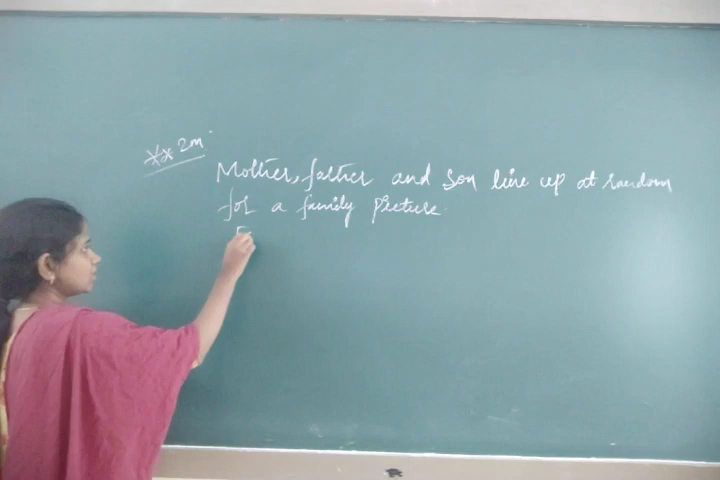 ** 2m
Mother, father and Son line up at random
for a family Picture.
E